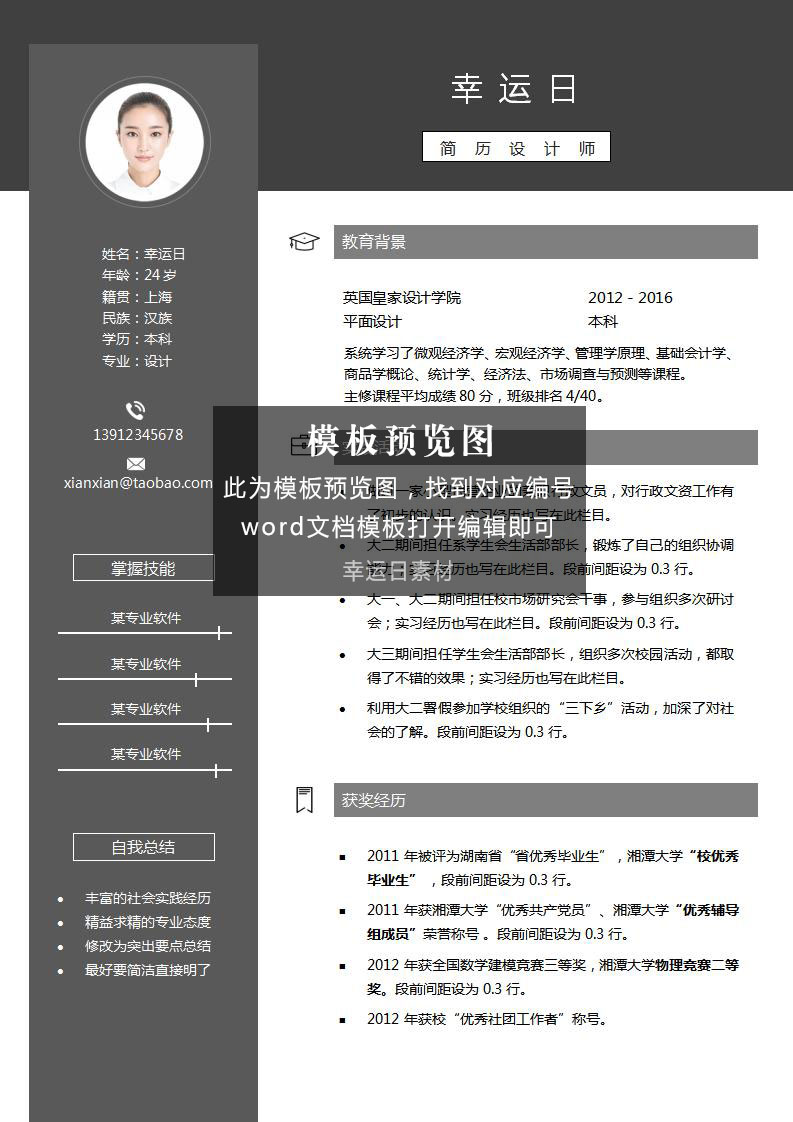 幸运日
简历设计师
姓名：幸运日
年龄：24 岁
籍贯：上海
民族：汉族
学历：本科
专业：设计
13912345678
xianxian@taobao.com
掌握技能
某专业软件
某专业软件
某专业软件
某专业软件
自我总结
丰富的社会实践经历
精益求精的专业态度
修改为突出要点总结
最好要简洁直接明了
教育背景
英国皇家设计学院 2012 - 2016
平面设计 本科
系统学习了微观经济学、宏观经济学、管理学原理、基础会计学、
商品学概论、统计学、经济法、市场调查与预测等课程。
主修课程平均成绩 80 分，班级排名 4/40。
模板预览图
此为模板预览图，找到对应编号
word文档模板打开编辑即可
幸运日素材
文员，对行政文资工作有
了初步的认识。实习经历也写在此栏目。
大二期间担任系学生会生活部部长，锻炼了自己的组织协调
实习经历也写在此栏目。段前间距设为 0.3 行。
大一、大二期间担任校市场研究会干事，参与组织多次研讨
会；实习经历也写在此栏目。段前间距设为 0.3 行。
大三期间担任学生会生活部部长，组织多次校园活动，都取
得了不错的效果；实习经历也写在此栏目。
利用大二署假参加学校组织的“三下乡”活动，加深了对社
会的了解。段前间距设为 0.3 行。
获奖经历
2011 年被评为湖南省“省优秀毕业生”，湘潭大学“校优秀
毕业生” ，段前间距设为 0.3 行。
2011 年获湘潭大学“优秀共产党员”、湘潭大学“优秀辅导
组成员”荣誉称号 。段前间距设为 0.3 行。
2012 年获全国数学建模竞赛三等奖，湘潭大学物理竞赛二等
奖。段前间距设为 0.3 行。
2012 年获校“优秀社团工作者”称号。